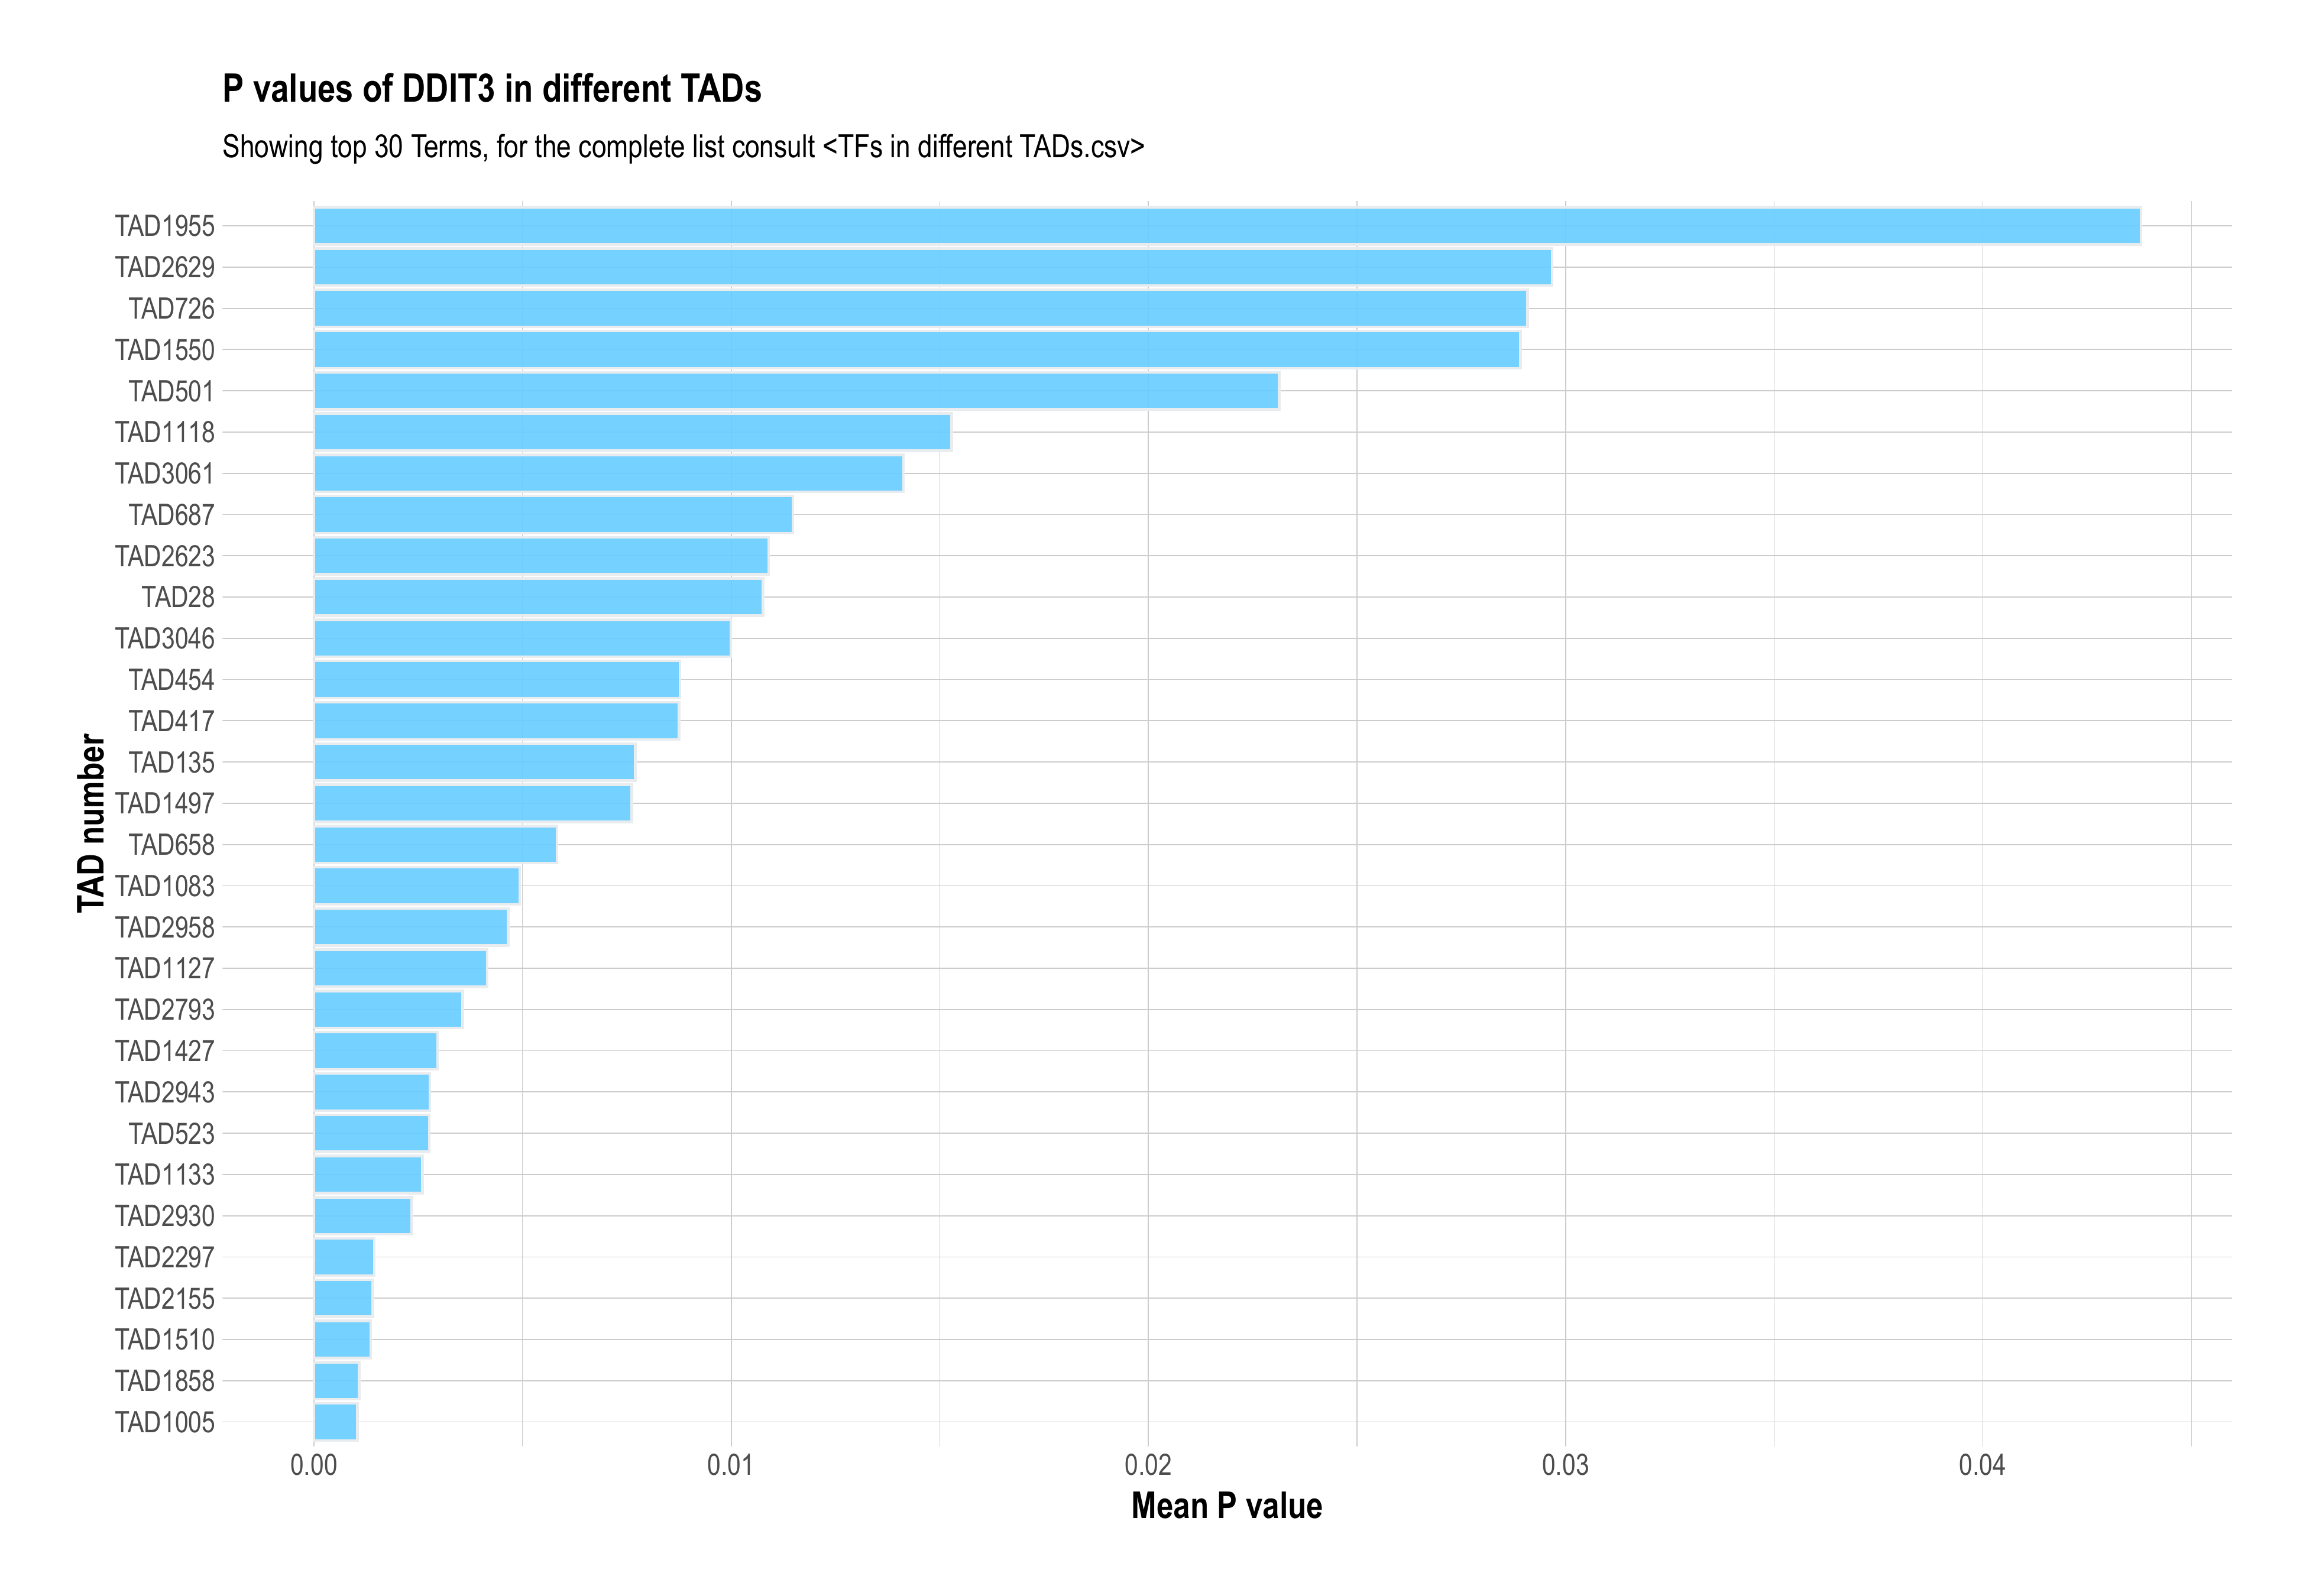 P values of DDIT3 in different TADs
Showing top 30 Terms, for the complete list consult <TFs in different TADs.csv>
TAD1955
TAD2629
TAD726
TAD1550
TAD501
TAD1118
TAD3061
TAD687
TAD2623
TAD28
TAD3046
TAD454
TAD417
TAD135
TAD1497
TAD658
TAD1083
TAD2958
TAD1127
TAD2793
TAD1427
TAD2943
TAD523
TAD1133
TAD2930
TAD2297
TAD2155
TAD1510
TAD1858
TAD1005
TAD number
0.00 0.01 0.02 0.03 0.04
Mean P value